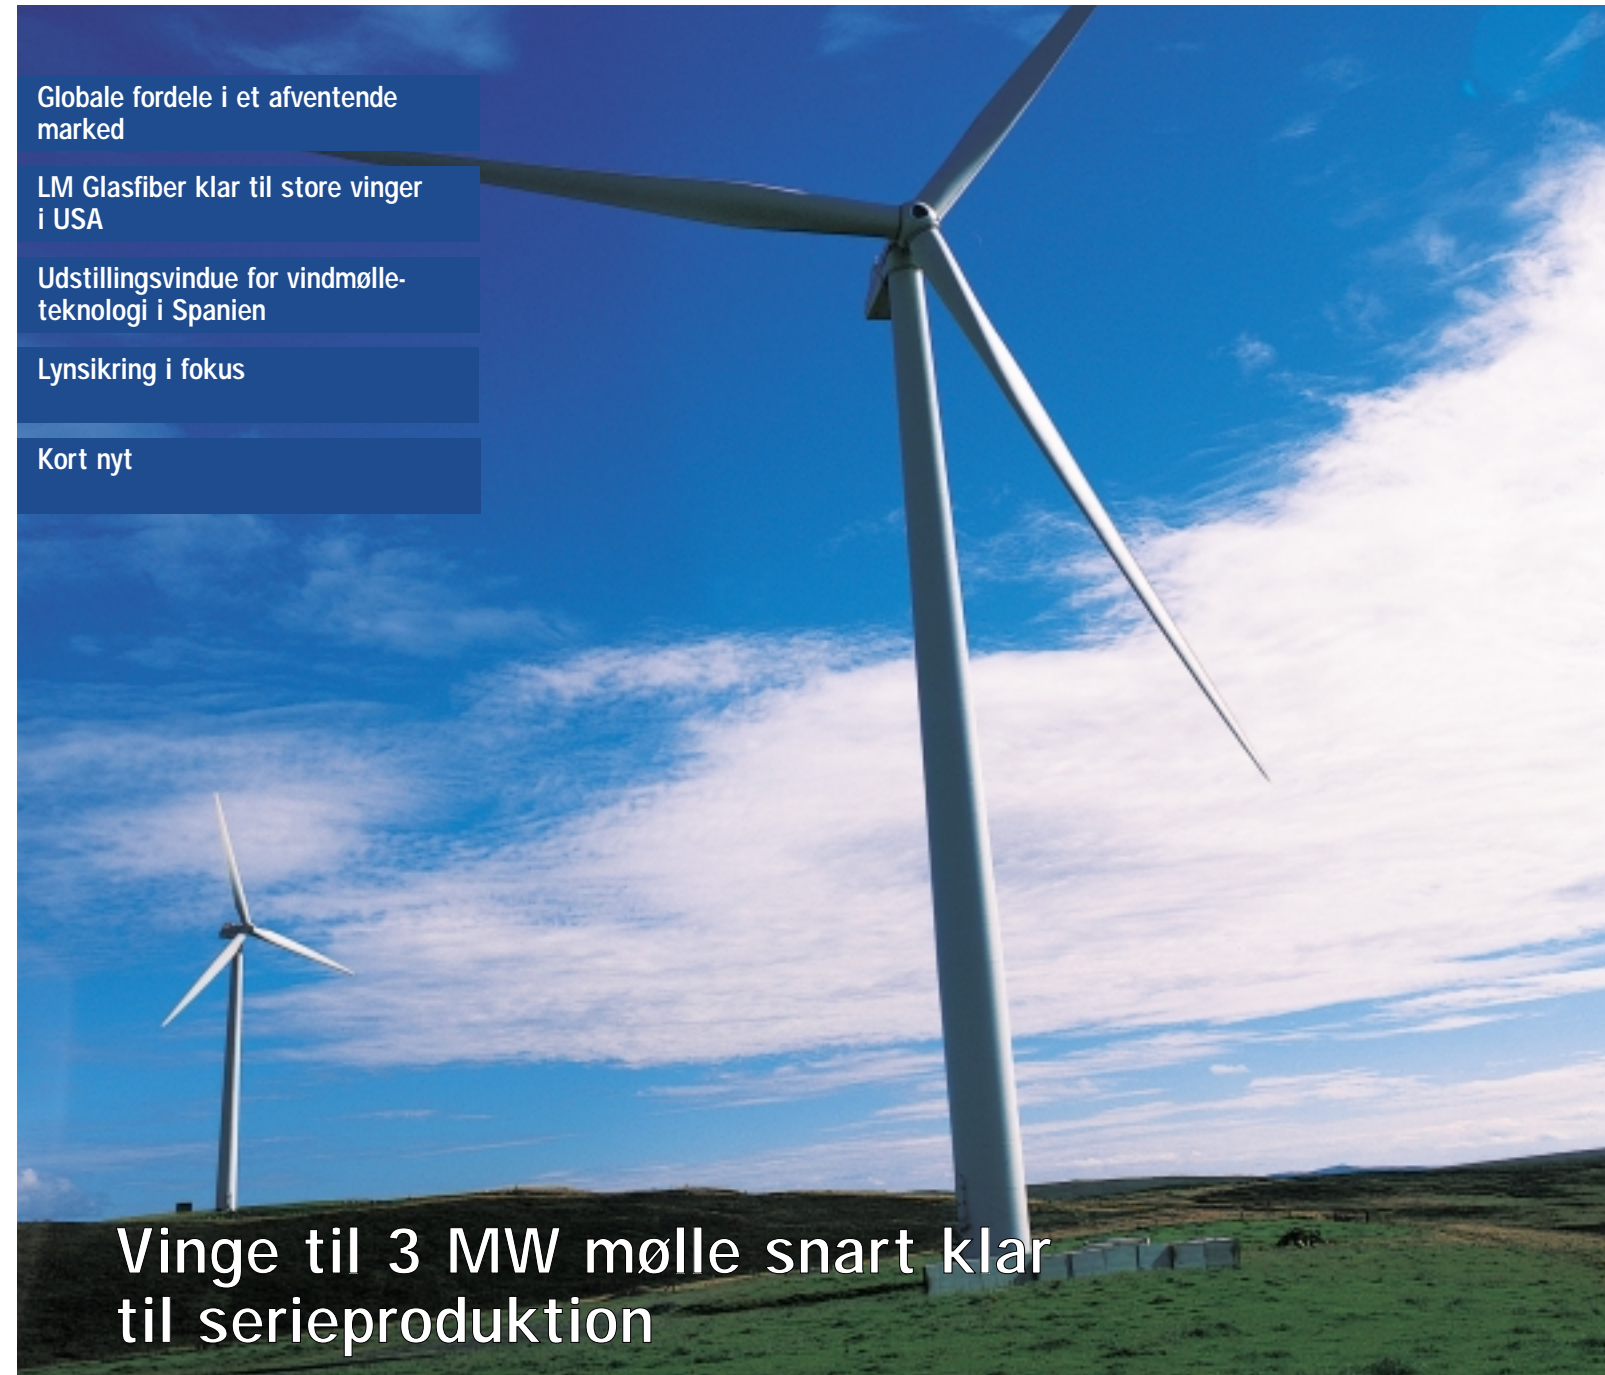 Globale fordele i et afventende
marked
LM Glasfiber klar til store vinger
i USA
Udstillingsvindue for vindmølle-
teknologi i Spanien
Lynsikring i fokus
Kort nyt
Vinge til 3 MW mølle snart klar
til serieproduktion